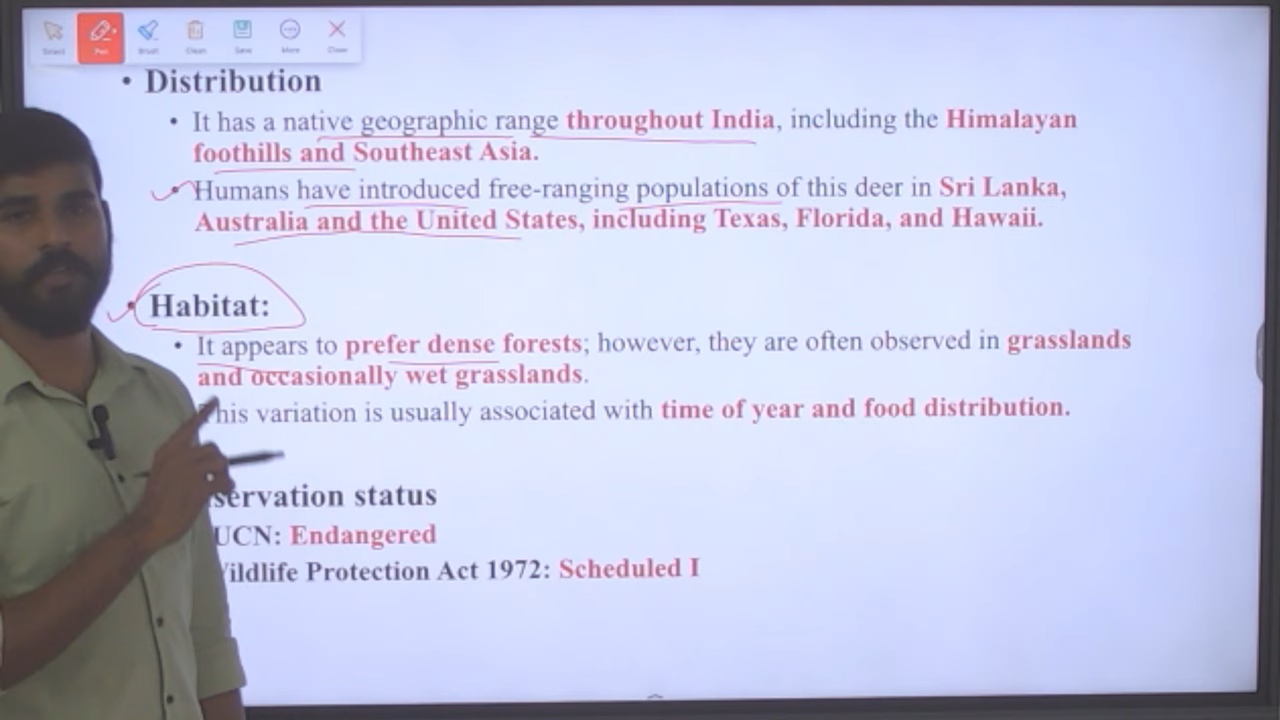 Select Pen Brush Clean Save More Close
• Distribution
• It has a native geographic range throughout India, including the Himalayan
foothills and Southeast Asia.
• Humans have introduced free-ranging populations of this deer in Sri Lanka,
Australia and the United States, including Texas, Florida, and Hawaii.
• Habitat:
• It appears to prefer dense forests; however, they are often observed in grasslands
and occasionally wet grasslands.
This variation is usually associated with time of year and food distribution.
servation status
UCN: Endangered
ildlife Protection Act 1972: Scheduled I